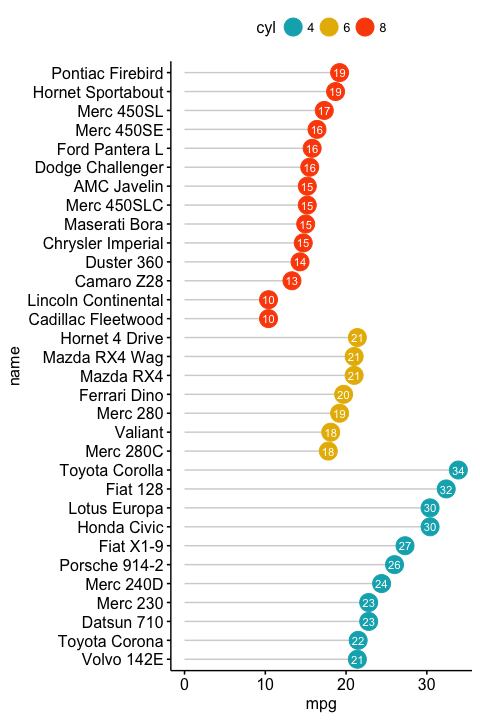 cyl 4 6 8
Pontiac Firebird 19
Hornet Sportabout 19
Merc 450SL 17
Merc 450SE 16
Ford Pantera L 16
Dodge Challenger 16
AMC Javelin 15
Merc 450SLC 15
Maserati Bora 15
Chrysler Imperial 15
Duster 360 14
Camaro Z28 13
Lincoln Continental 10
Cadillac Fleetwood 10
Hornet 4 Drive 21
Mazda RX4 Wag 21
Mazda RX4 21
Ferrari Dino 20
Merc 280 19
Valiant 18
Merc 280C 18
Toyota Corolla 34
Fiat 128 32
Lotus Europa 30
Honda Civic 30
Fiat X1-9 27
Porsche 914-2 26
Merc 240D 24
Merc 230 23
Datsun 710 23
Toyota Corona 22
Volvo 142E 21
name
0 10 20 30
mpg